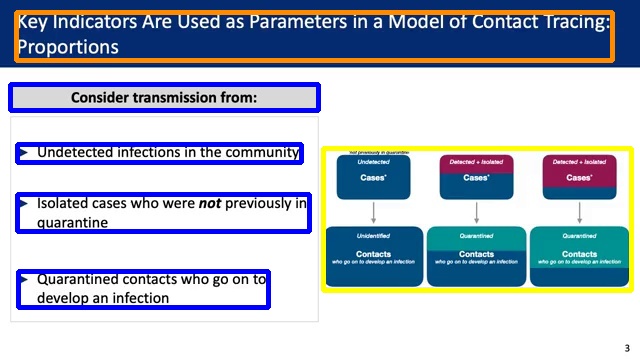 Key Indicators Are Used as Parameters in a Model of Contact Tracing:
Proportions
Consider transmission from:
➤ Undetected infections in the community
➤ Isolated cases who were not previously in
quarantine
➤ Quarantined contacts who go on to
develop an infection
*not previously in quarantine
Undetected
Cases*
Detected + Isolated
Cases*
Detected + Isolated
Cases*
Unidentified
Contacts
who go on to develop an infection
Quarantined
Contacts
who go on to develop an infection
Quarantined
Contacts
who go on to develop an infection
3